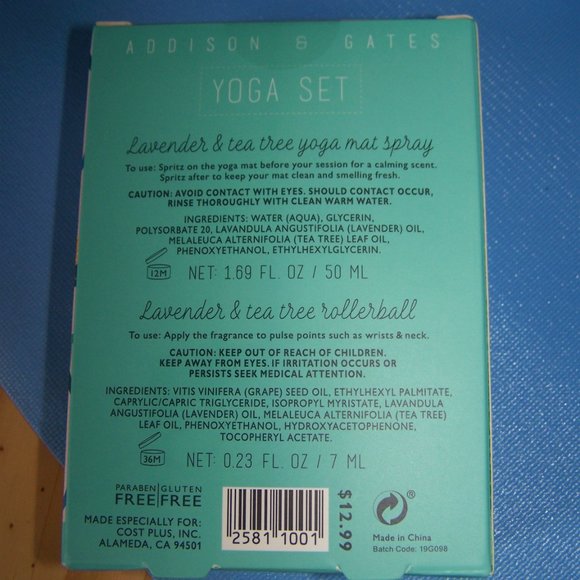 ADDISON & GATES
YOGA SET
Lavender & tea tree yoga mat spray
To use: Spritz on the yoga mat before your session for a calming scent.
Spritz after to keep your mat clean and smelling fresh.
CAUTION: AVOID CONTACT WITH EYES. SHOULD CONTACT OCCUR,
RINSE THOROUGHLY WITH CLEAN WARM WATER.
INGREDIENTS: WATER (AQUA), GLYCERIN,
POLYSORBATE 20, LAVANDULA ANGUSTIFOLIA (LAVENDER) OIL,
MELALEUCA ALTERNIFOLIA (TEA TREE) LEAF OIL,
PHENOXYETHANOL, ETHYLHEXYLGLYCERIN.
12M NET: 1.69 FL. OZ / 50 ML
Lavender & tea tree rollerball
To use: Apply the fragrance to pulse points such as wrists & neck.
CAUTION: KEEP OUT OF REACH OF CHILDREN.
KEEP AWAY FROM EYES. IF IRRITATION OCCURS OR
PERSISTS SEEK MEDICAL ATTENTION.
INGREDIENTS: VITIS VINIFERA (GRAPE) SEED OIL, ETHYLHEXYL PALMITATE,
CAPRYLIC/CAPRIC TRIGLYCERIDE, ISOPROPYL MYRISTATE, LAVANDULA
ANGUSTIFOLIA (LAVENDER) OIL, MELALEUCA ALTERNIFOLIA (TEA TREE)
LEAF OIL, PHENOXYETHANOL, HYDROXYACETOPHENONE,
TOCOPHERYL ACETATE.
36M NET: 0.23 FL. OZ / 7 ML
PARABEN GLUTEN
FREE FREE
MADE ESPECIALLY FOR:
COST PLUS, INC.
ALAMEDA, CA 94501
2581 1001
$12.99
Made in China
Batch Code: 19G098